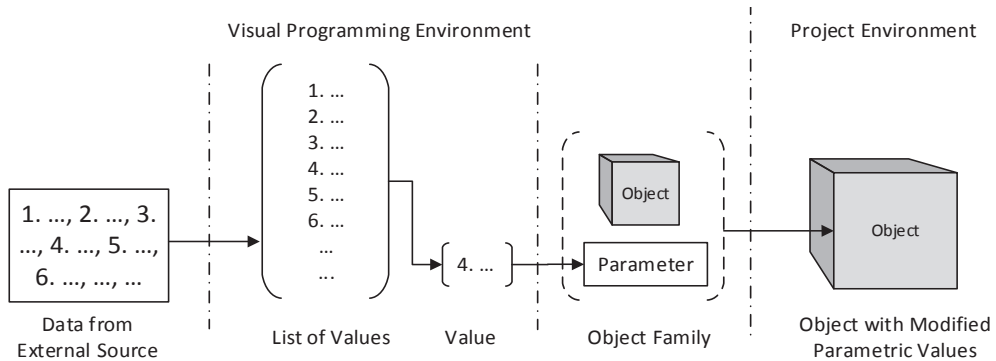 Visual Programming Environment
Project Environment
1. ..., 2. ..., 3.
..., 4. ..., 5. ...,
6. ..., ..., ...
1. ...
2. ...
3. ...
4. ...
5. ...
6. ...
...
...
4. ...
Object
Parameter
Object
Data from
External Source
List of Values
Value
Object Family
Object with Modified
Parametric Values